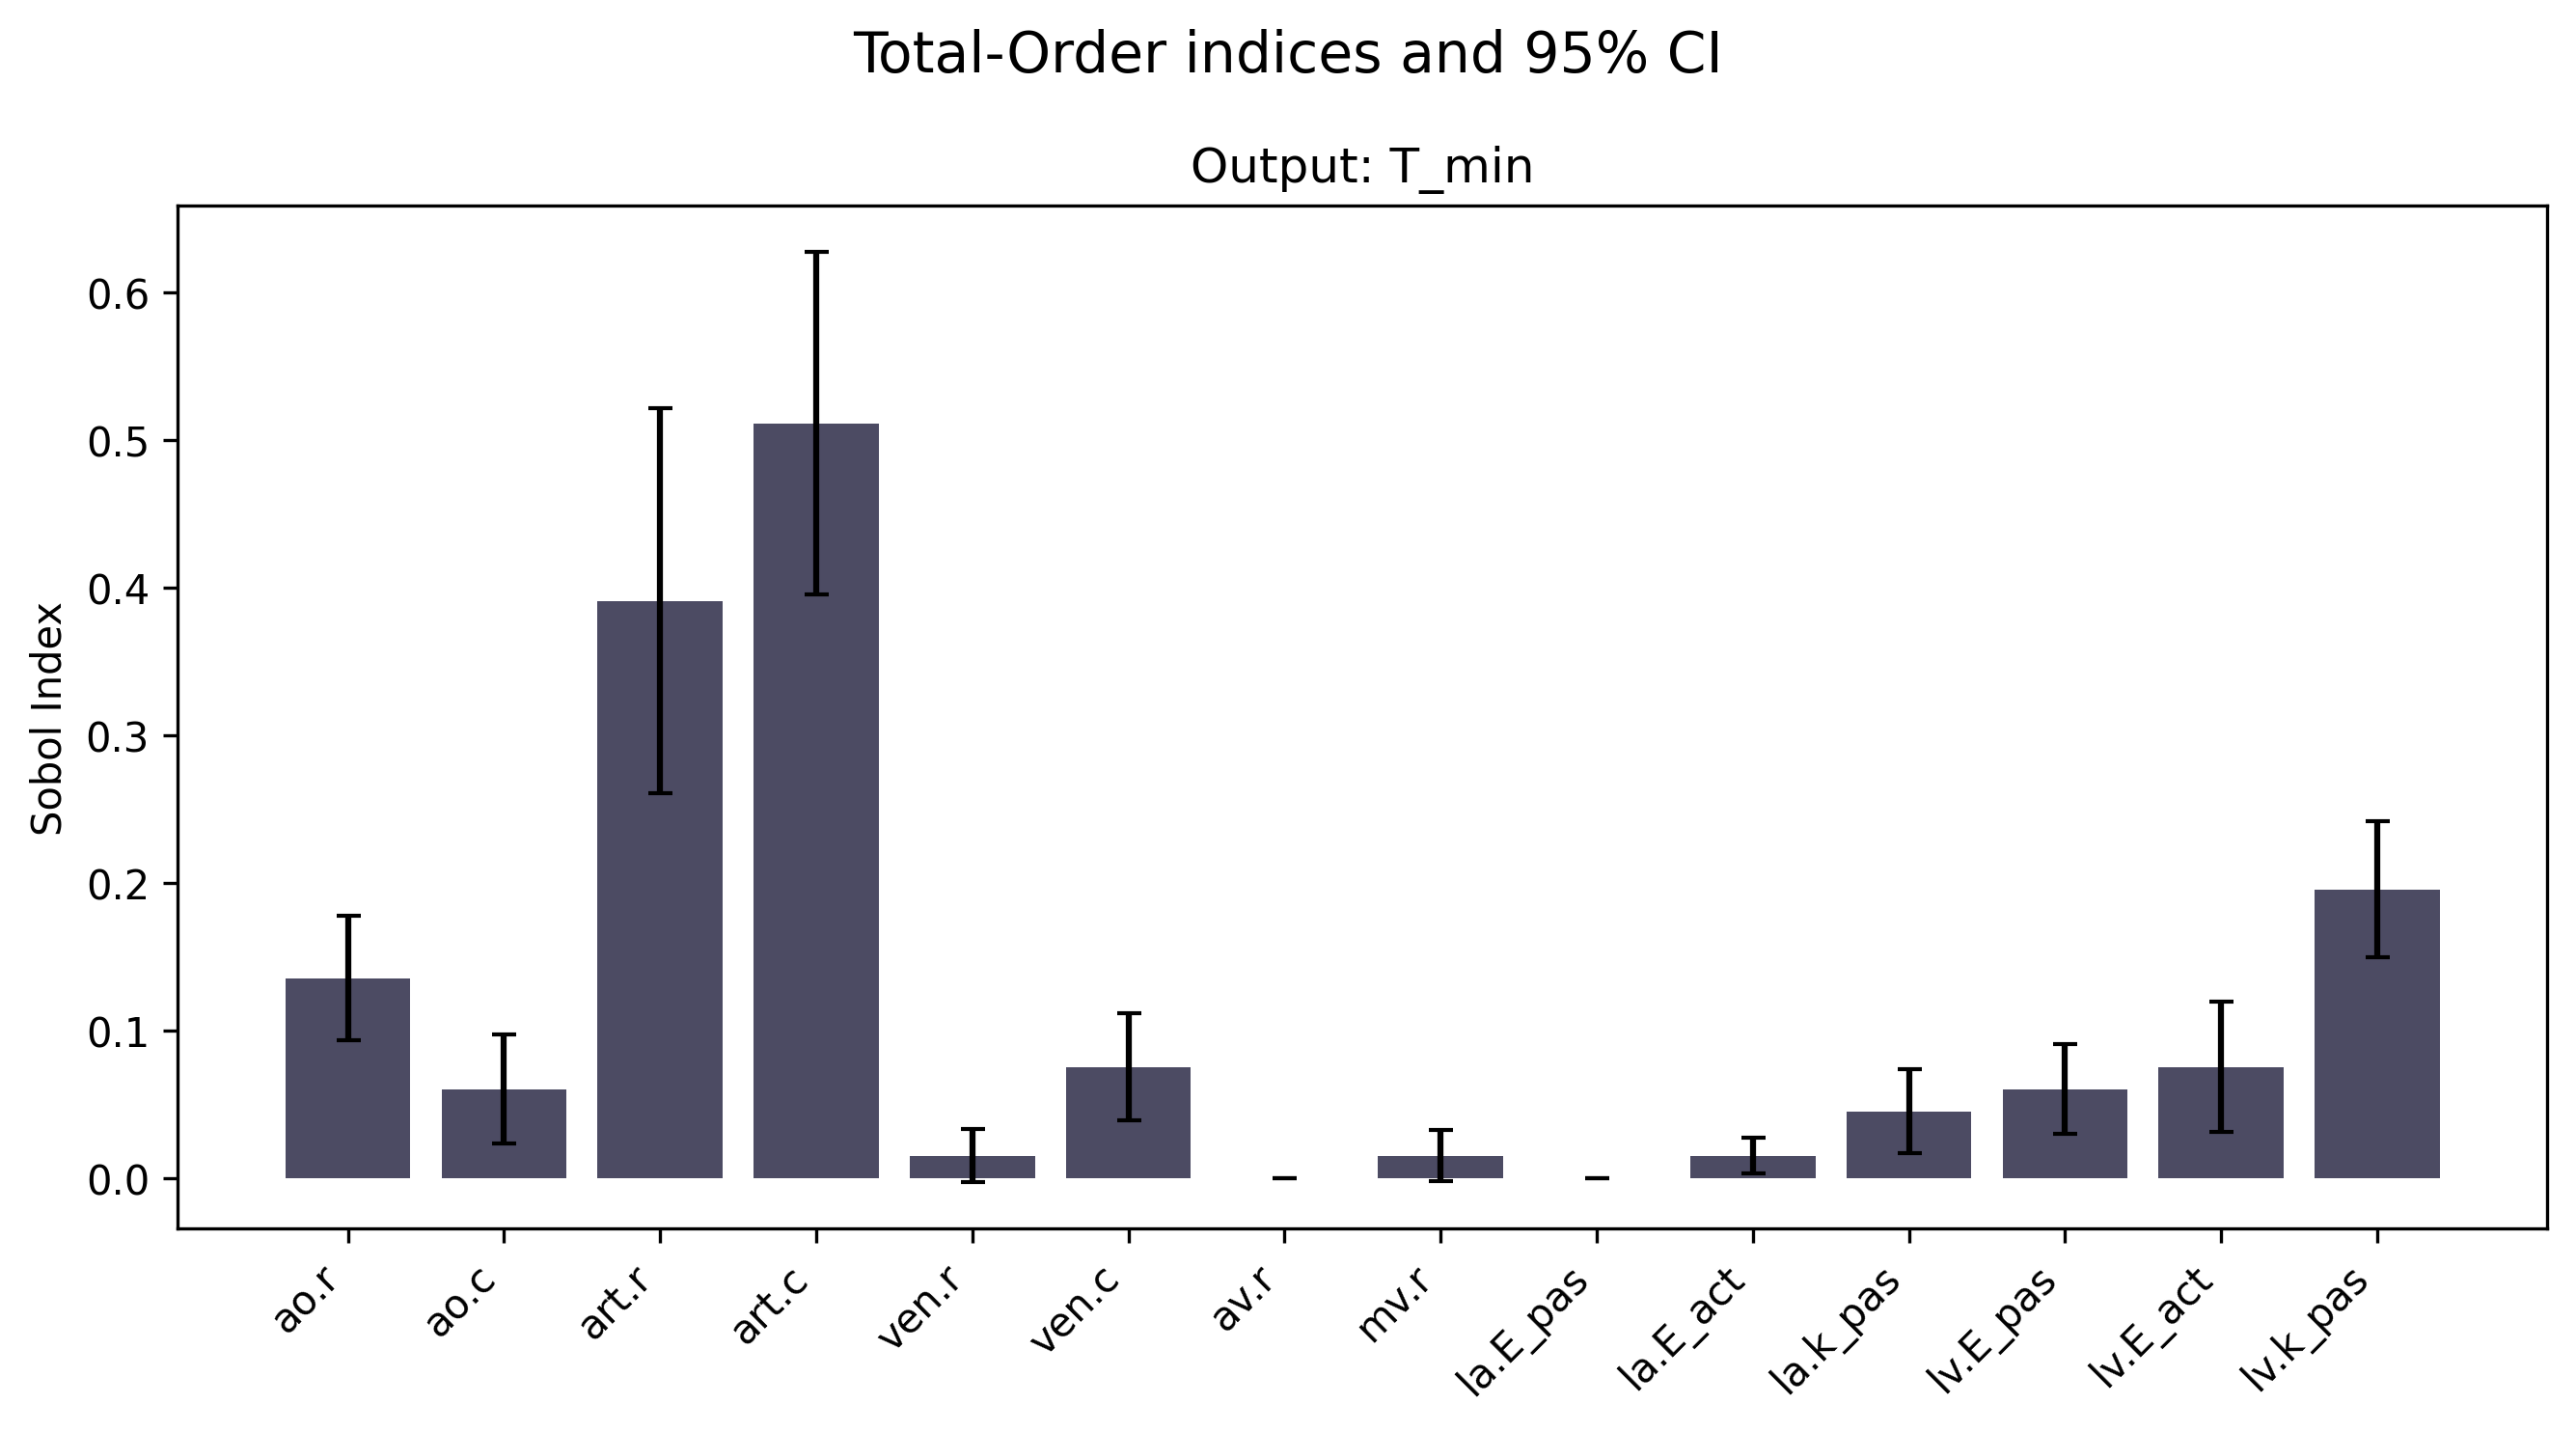 Total-Order indices and 95% CI
Output: T_min
Sobol Index
0.6
0.5
0.4
0.3
0.2
0.1
0.0
ao.r
ao.c
art.r
art.c
ven.r
ven.c
av.r
mv.r
la.E_pas
la.E_act
la.k_pas
lv.E_pas
lv.E_act
lv.k_pas